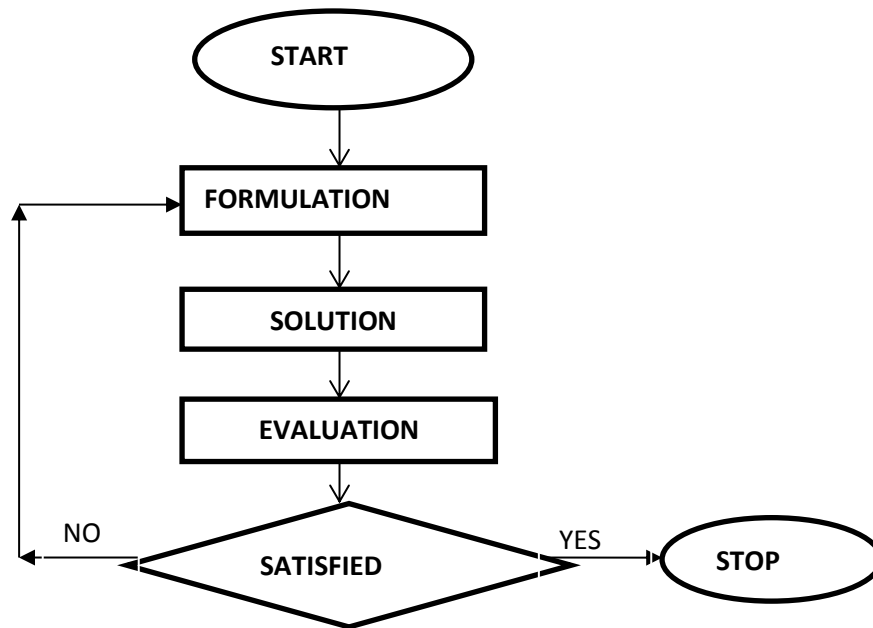 START
FORMULATION
SOLUTION
EVALUATION
NO
YES
SATISFIED
STOP